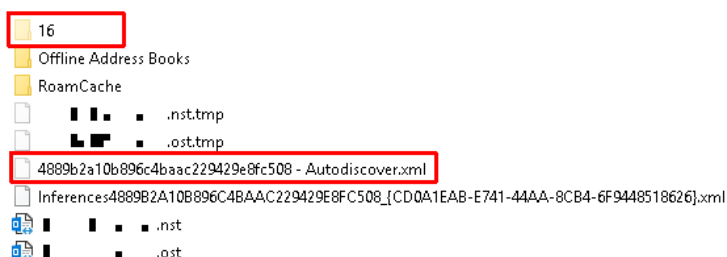 16
Offline Address Books
RoamCache
.nst.tmp
.ost.tmp
4889b2a10b896c4baac229429e8fc508 - Autodiscover.xml
Inferences4889B2A10B896C4BAAC229429E8FC508_{CD0A1EAB-E741-44AA-8CB4-6F9448518626}.xml
.nst
.ost